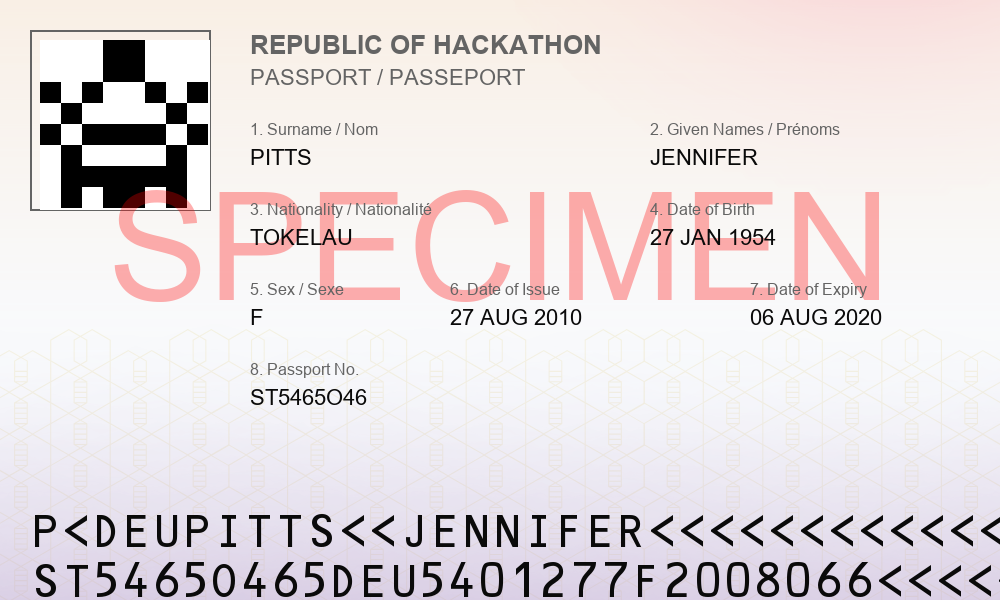 REPUBLIC OF HACKATHON
PASSPORT / PASSEPORT
1. Surname / Nom
2. Given Names / Prénoms
PITTS
JENNIFER
SPECIMEN
3. Nationality / Nationalité
4. Date of Birth
TOKELAU
27 JAN 1954
5. Sex / Sexe
6. Date of Issue
7. Date of Expiry
F
27 AUG 2010
06 AUG 2020
8. Passport No.
ST5465O46
P<DEUPITTS<<JENNIFER<<<<<<<<<<<<
ST5465O465DEU5401277F2008066<<<<